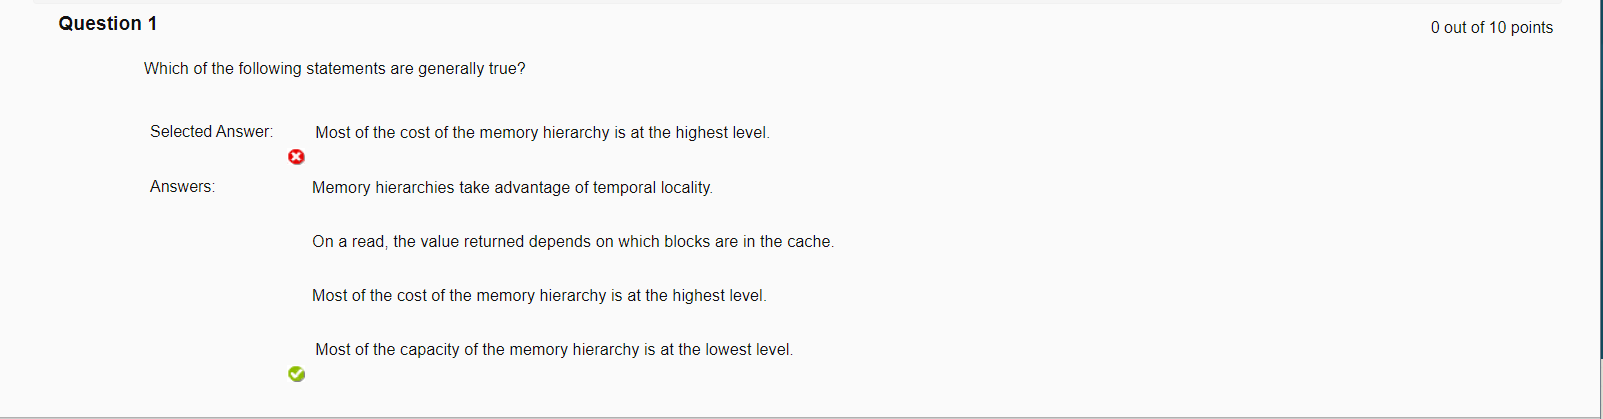 Question 1
0 out of 10 points
Which of the following statements are generally true?
Selected Answer: Most of the cost of the memory hierarchy is at the highest level.
Answers: Memory hierarchies take advantage of temporal locality.
On a read, the value returned depends on which blocks are in the cache.
Most of the cost of the memory hierarchy is at the highest level.
Most of the capacity of the memory hierarchy is at the lowest level.